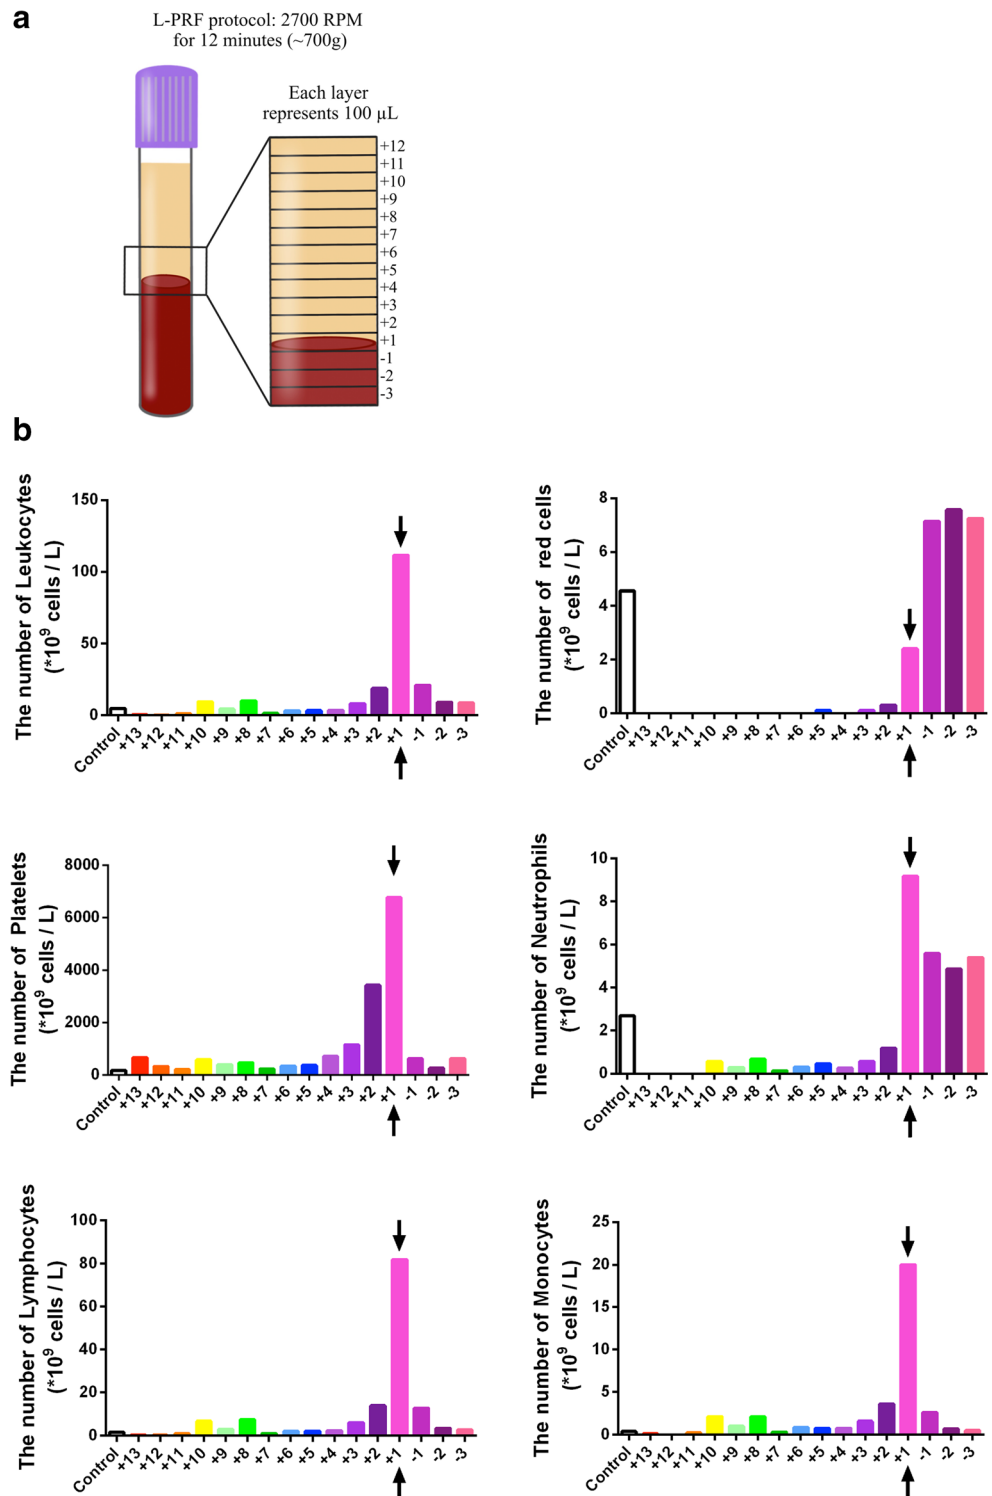 a
L-PRF protocol: 2700 RPM
for 12 minutes (~700g)
Each layer
represents 100 µL
+12
+11
+10
+9
+8
+7
+6
+5
+4
+3
+2
+1
-1
-2
-3
b
The number of Leukocytes
(*10⁹ cells / L)
150
100
50
0
Control +13 +12 +11 +10 +9 +8 +7 +6 +5 +4 +3 +2 +1 -1 -2 -3
The number of red cells
(*10⁹ cells / L)
8
6
4
2
0
Control +13 +12 +11 +10 +9 +8 +7 +6 +5 +4 +3 +2 +1 -1 -2 -3
The number of Platelets
(*10⁹ cells / L)
8000
6000
4000
2000
0
Control +13 +12 +11 +10 +9 +8 +7 +6 +5 +4 +3 +2 +1 -1 -2 -3
The number of Neutrophils
(*10⁹ cells / L)
10
8
6
4
2
0
Control +13 +12 +11 +10 +9 +8 +7 +6 +5 +4 +3 +2 +1 -1 -2 -3
The number of Lymphocytes
(*10⁹ cells / L)
100
80
60
40
20
0
Control +13 +12 +11 +10 +9 +8 +7 +6 +5 +4 +3 +2 +1 -1 -2 -3
The number of Monocytes
(*10⁹ cells / L)
25
20
15
10
5
0
Control +13 +12 +11 +10 +9 +8 +7 +6 +5 +4 +3 +2 +1 -1 -2 -3